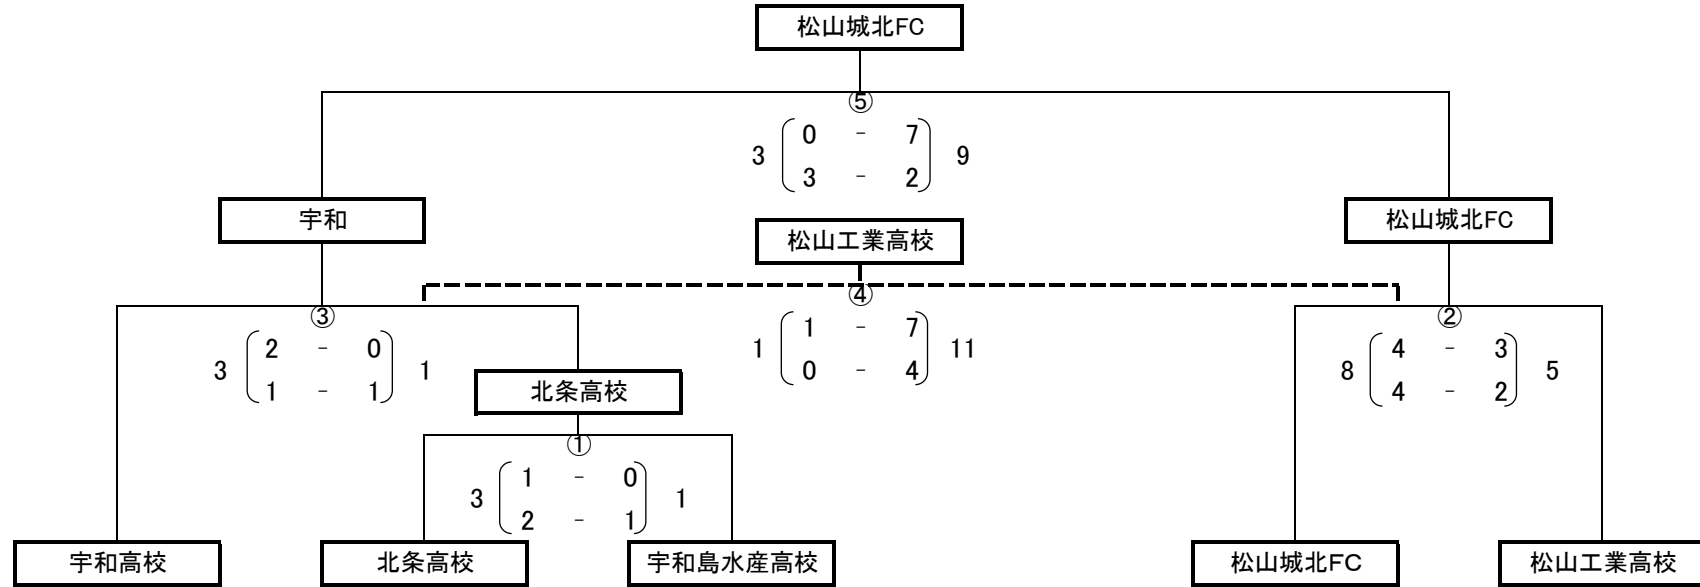 松山城北FC
⑤
0 - 7
3 9
3 - 2
宇和
松山工業高校
松山城北FC
④
③
②
1 - 7
1 11
0 - 4
2 - 0
3 1
1 - 1
4 - 3
8 5
4 - 2
北条高校
①
1 - 0
3 1
2 - 1
宇和高校
北条高校
宇和島水産高校
松山城北FC
松山工業高校